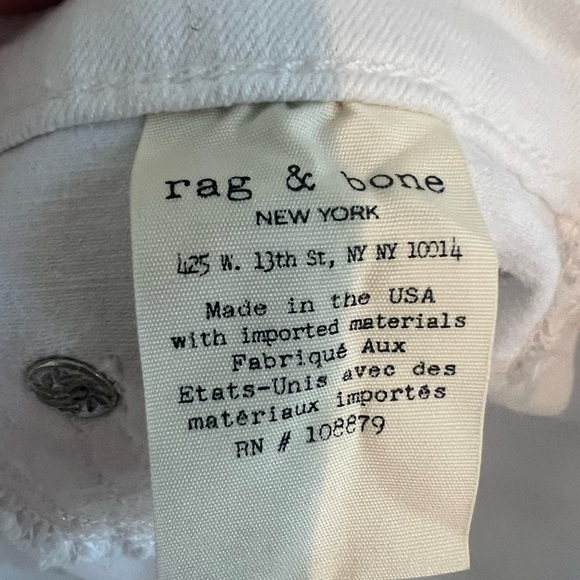 rag & bone
NEW YORK
425 W. 13th St, NY NY 10014
Made in the USA
with imported materials
Fabriqué Aux
Etats-Unis avec des
matériaux importés
RN # 108879